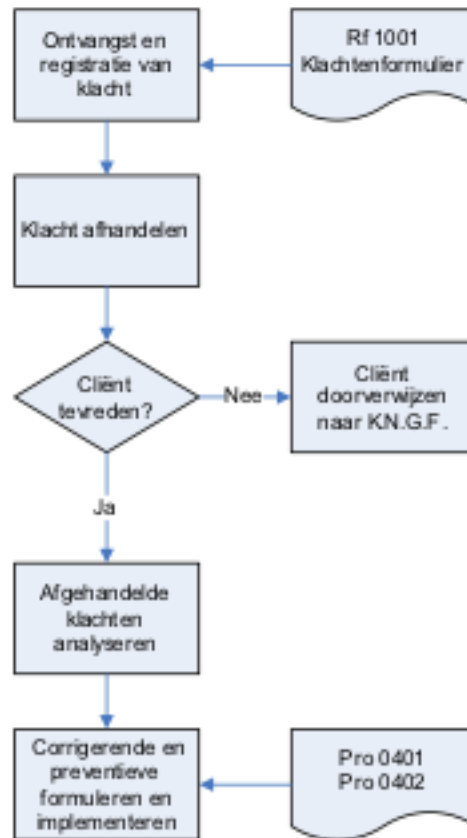 Ontvangst en
registratie van
klacht
Rf 1001
Klachtenformulier
Klacht afhandelen
Cliënt
tevreden?
Nee
Cliënt
doorverwijzen
naar K.N.G.F.
Ja
Afgehandelde
klachten
analyseren
Corrigerende en
preventieve
formuleren en
implementeren
Pro 0401
Pro 0402